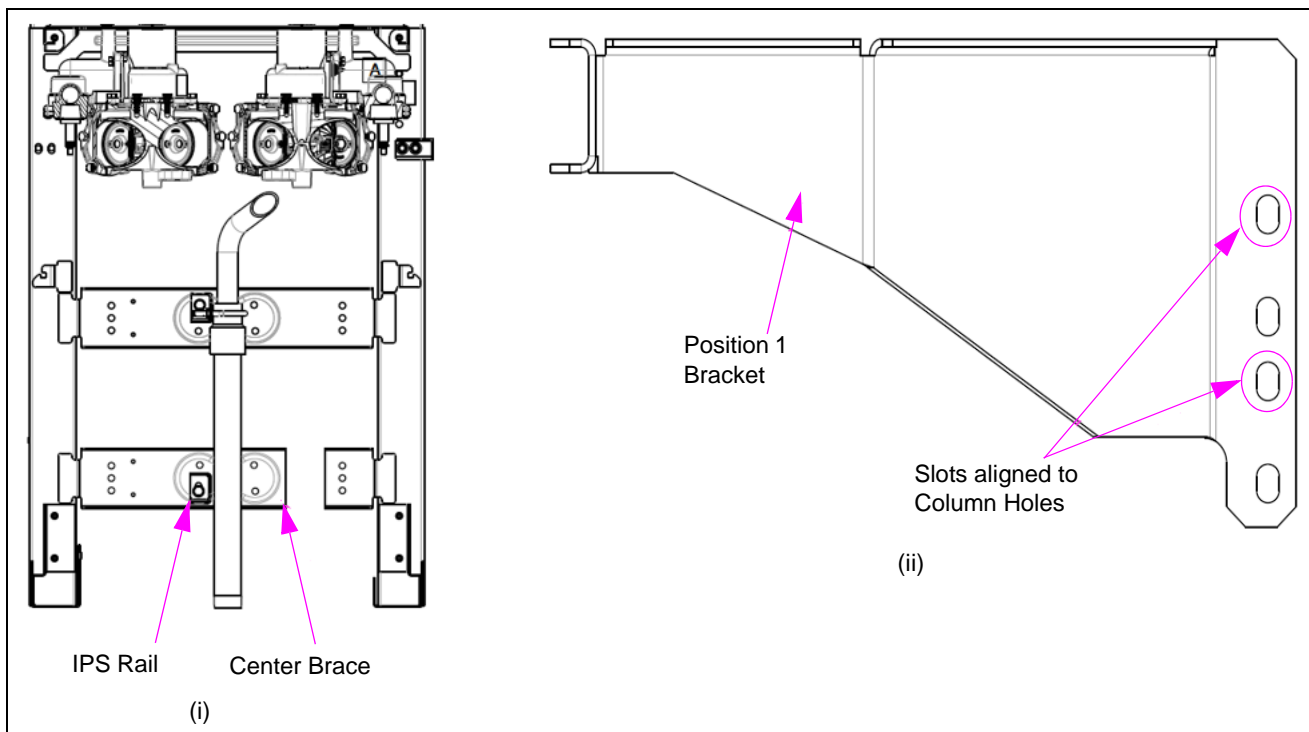 A
Position 1
Bracket
Slots aligned to
Column Holes
IPS Rail
Center Brace
(i)
(ii)